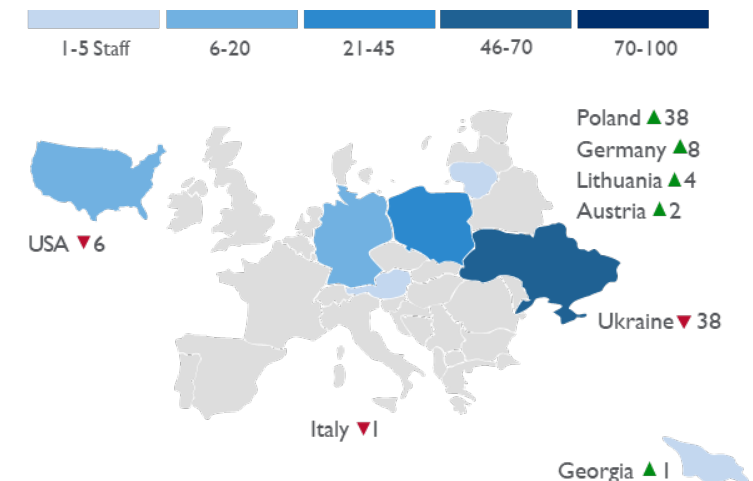 1-5 Staff 6-20 21-45 46-70 70-100
Poland ▲38
Germany ▲8
Lithuania ▲4
Austria ▲2
USA ▼6
Ukraine▼ 38
Italy ▼1
Georgia ▲ 1